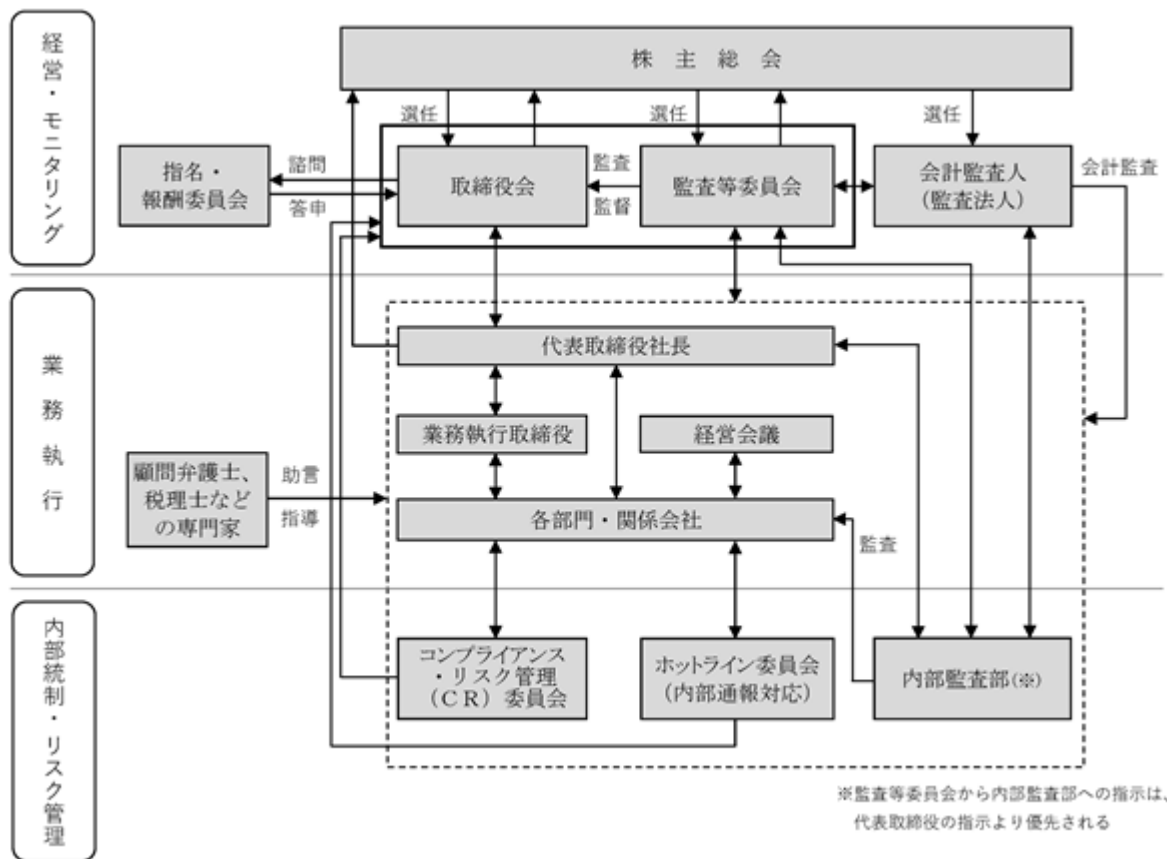 経営・モニタリング
株主総会
選任
選任
選任
指名・
報酬委員会
諮問
答申
取締役会
監査
監督
監査等委員会
会計監査人
（監査法人）
会計監査
業務執行
代表取締役社長
業務執行取締役
経営会議
顧問弁護士、
税理士など
の専門家
助言
指導
各部門・関係会社
監査
内部統制・リスク管理
コンプライアンス
・リスク管理
（ＣＲ）委員会
ホットライン委員会
（内部通報対応）
内部監査部(※)
※監査等委員会から内部監査部への指示は、
代表取締役の指示より優先される